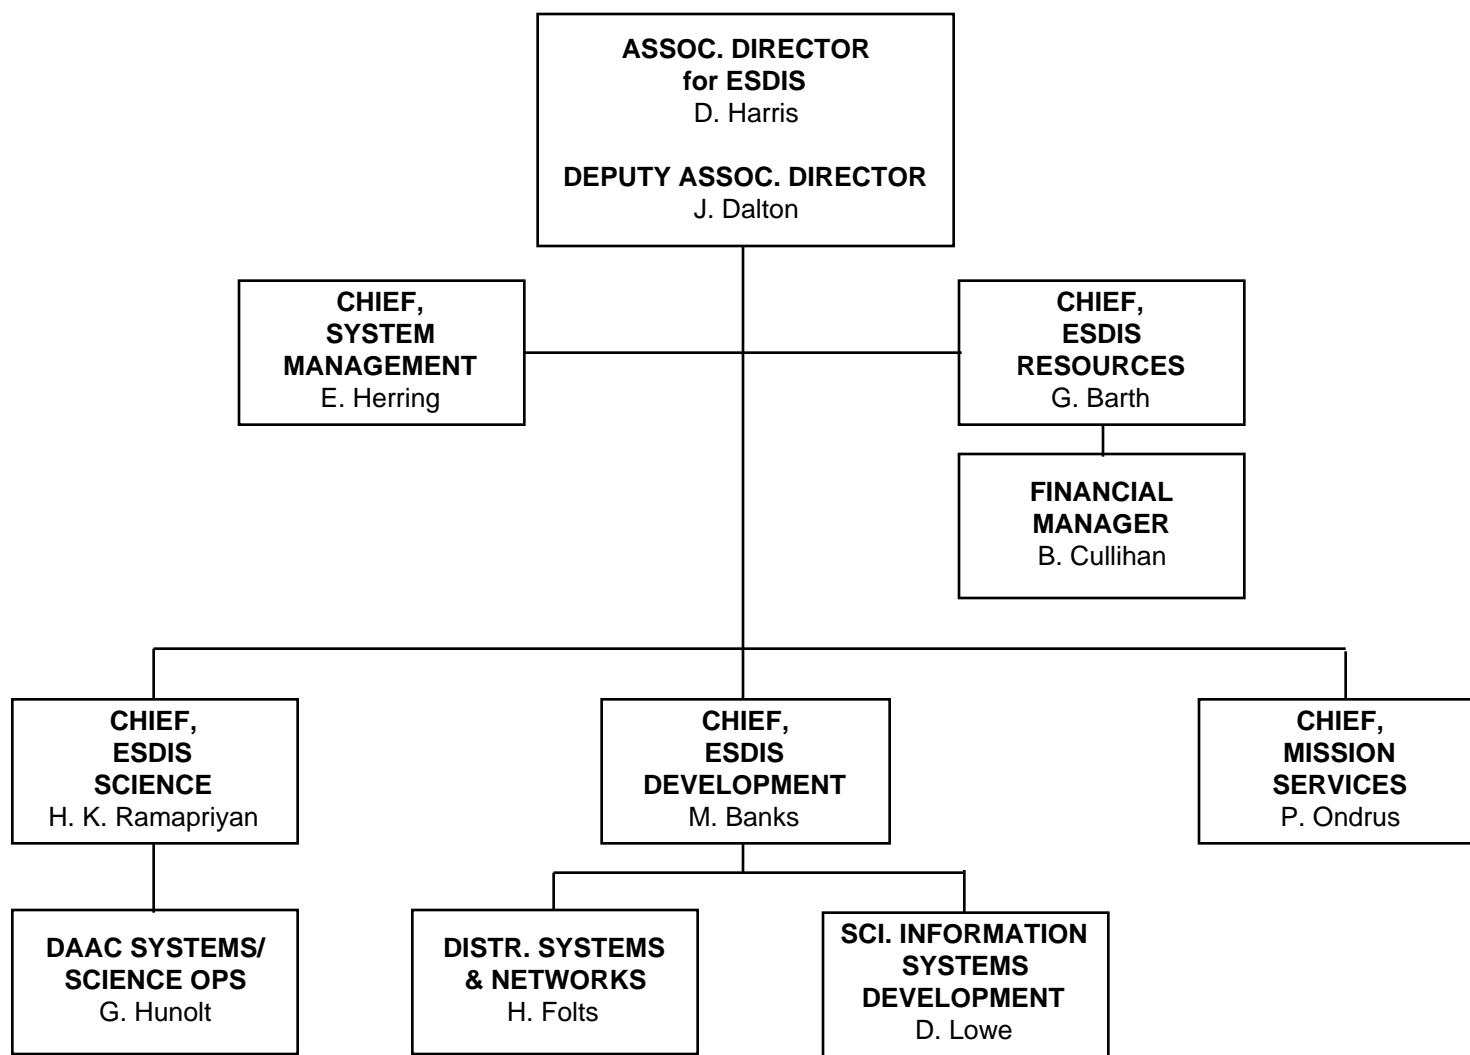 ASSOC. DIRECTOR
for ESDIS
D. Harris
DEPUTY ASSOC. DIRECTOR
J. Dalton
CHIEF,
SYSTEM
MANAGEMENT
E. Herring
CHIEF,
ESDIS
RESOURCES
G. Barth
FINANCIAL
MANAGER
B. Cullihan
CHIEF,
ESDIS
SCIENCE
H. K. Ramapriyan
CHIEF,
ESDIS
DEVELOPMENT
M. Banks
CHIEF,
MISSION
SERVICES
P. Ondrus
DAAC SYSTEMS/
SCIENCE OPS
G. Hunolt
DISTR. SYSTEMS
& NETWORKS
H. Folts
SCI. INFORMATION
SYSTEMS
DEVELOPMENT
D. Lowe